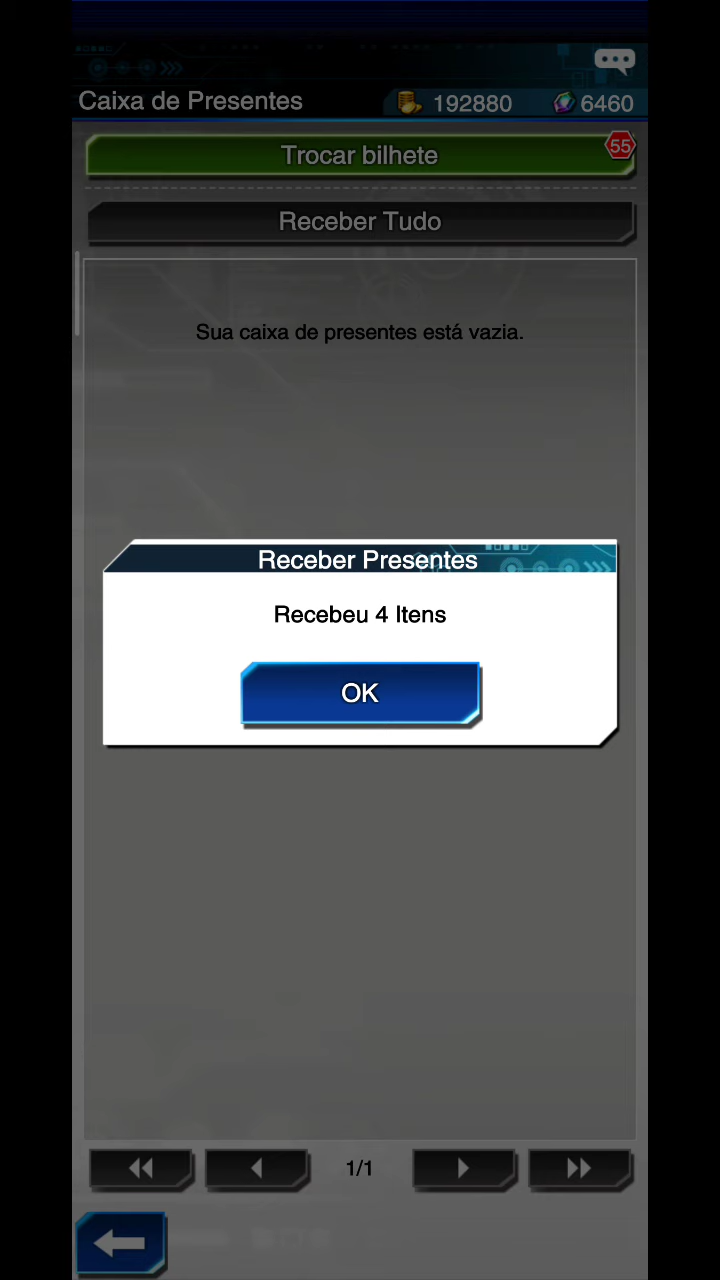 Caixa de Presentes
192880
6460
Trocar bilhete
55
Receber Tudo
Sua caixa de presentes está vazia.
Receber Presentes
Recebeu 4 Itens
OK
1/1